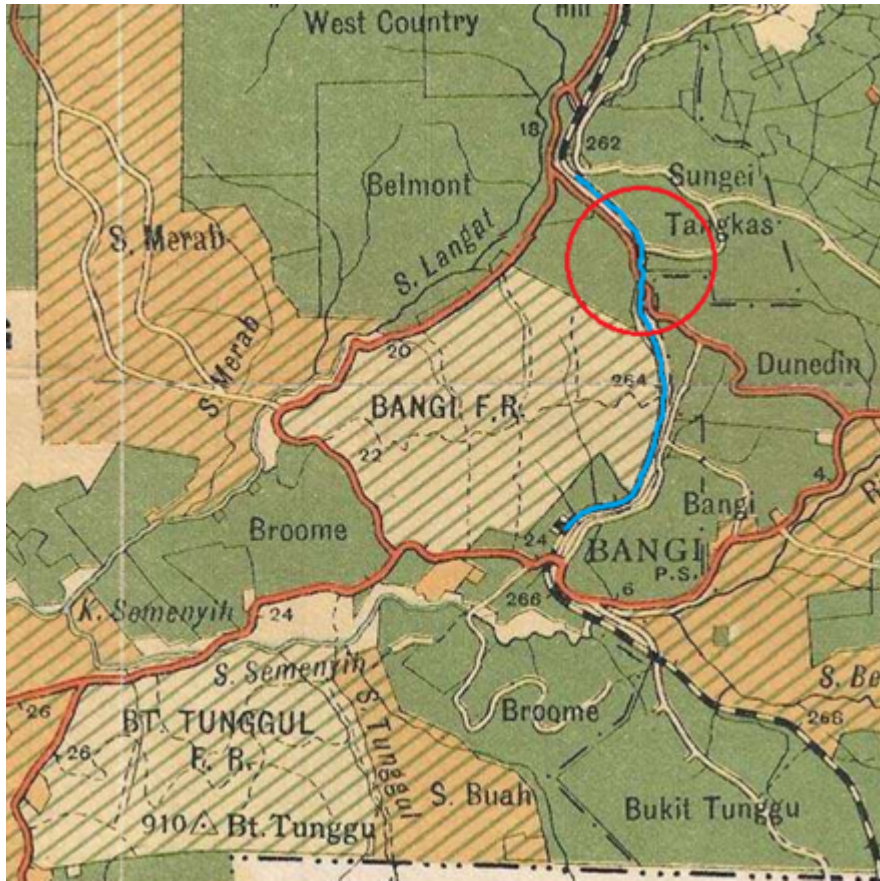 West Country
Hill
18
262
Belmont
Sungei
Tangkas
S. Merab
S. Langat
S. Merab
20
264
Dunedin
BANGI F.R.
22
4
Bangi
24
BANGI
P.S.
Broome
6
266
K. Semenyih
24
S. Semenyih
S. Be
26
BT. TUNGGUL
F. R.
26
S. Tunggul
Broome
268
S. Buah
Bukit Tunggu
910 Bt. Tunggu